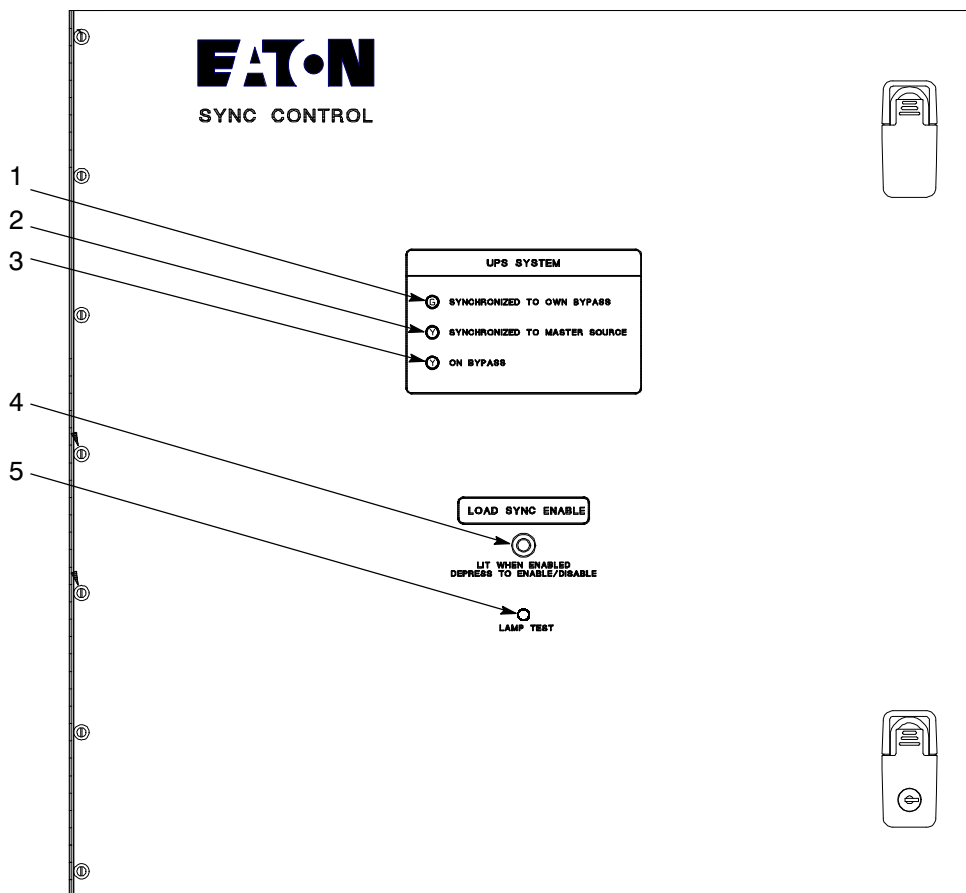 EATON
SYNC CONTROL
1
2
3
4
5
UPS SYSTEM
G SYNCHRONIZED TO OWN BYPASS
Y SYNCHRONIZED TO MASTER SOURCE
Y ON BYPASS
LOAD SYNC ENABLE
LIT WHEN ENABLED
DEPRESS TO ENABLE/DISABLE
LAMP TEST